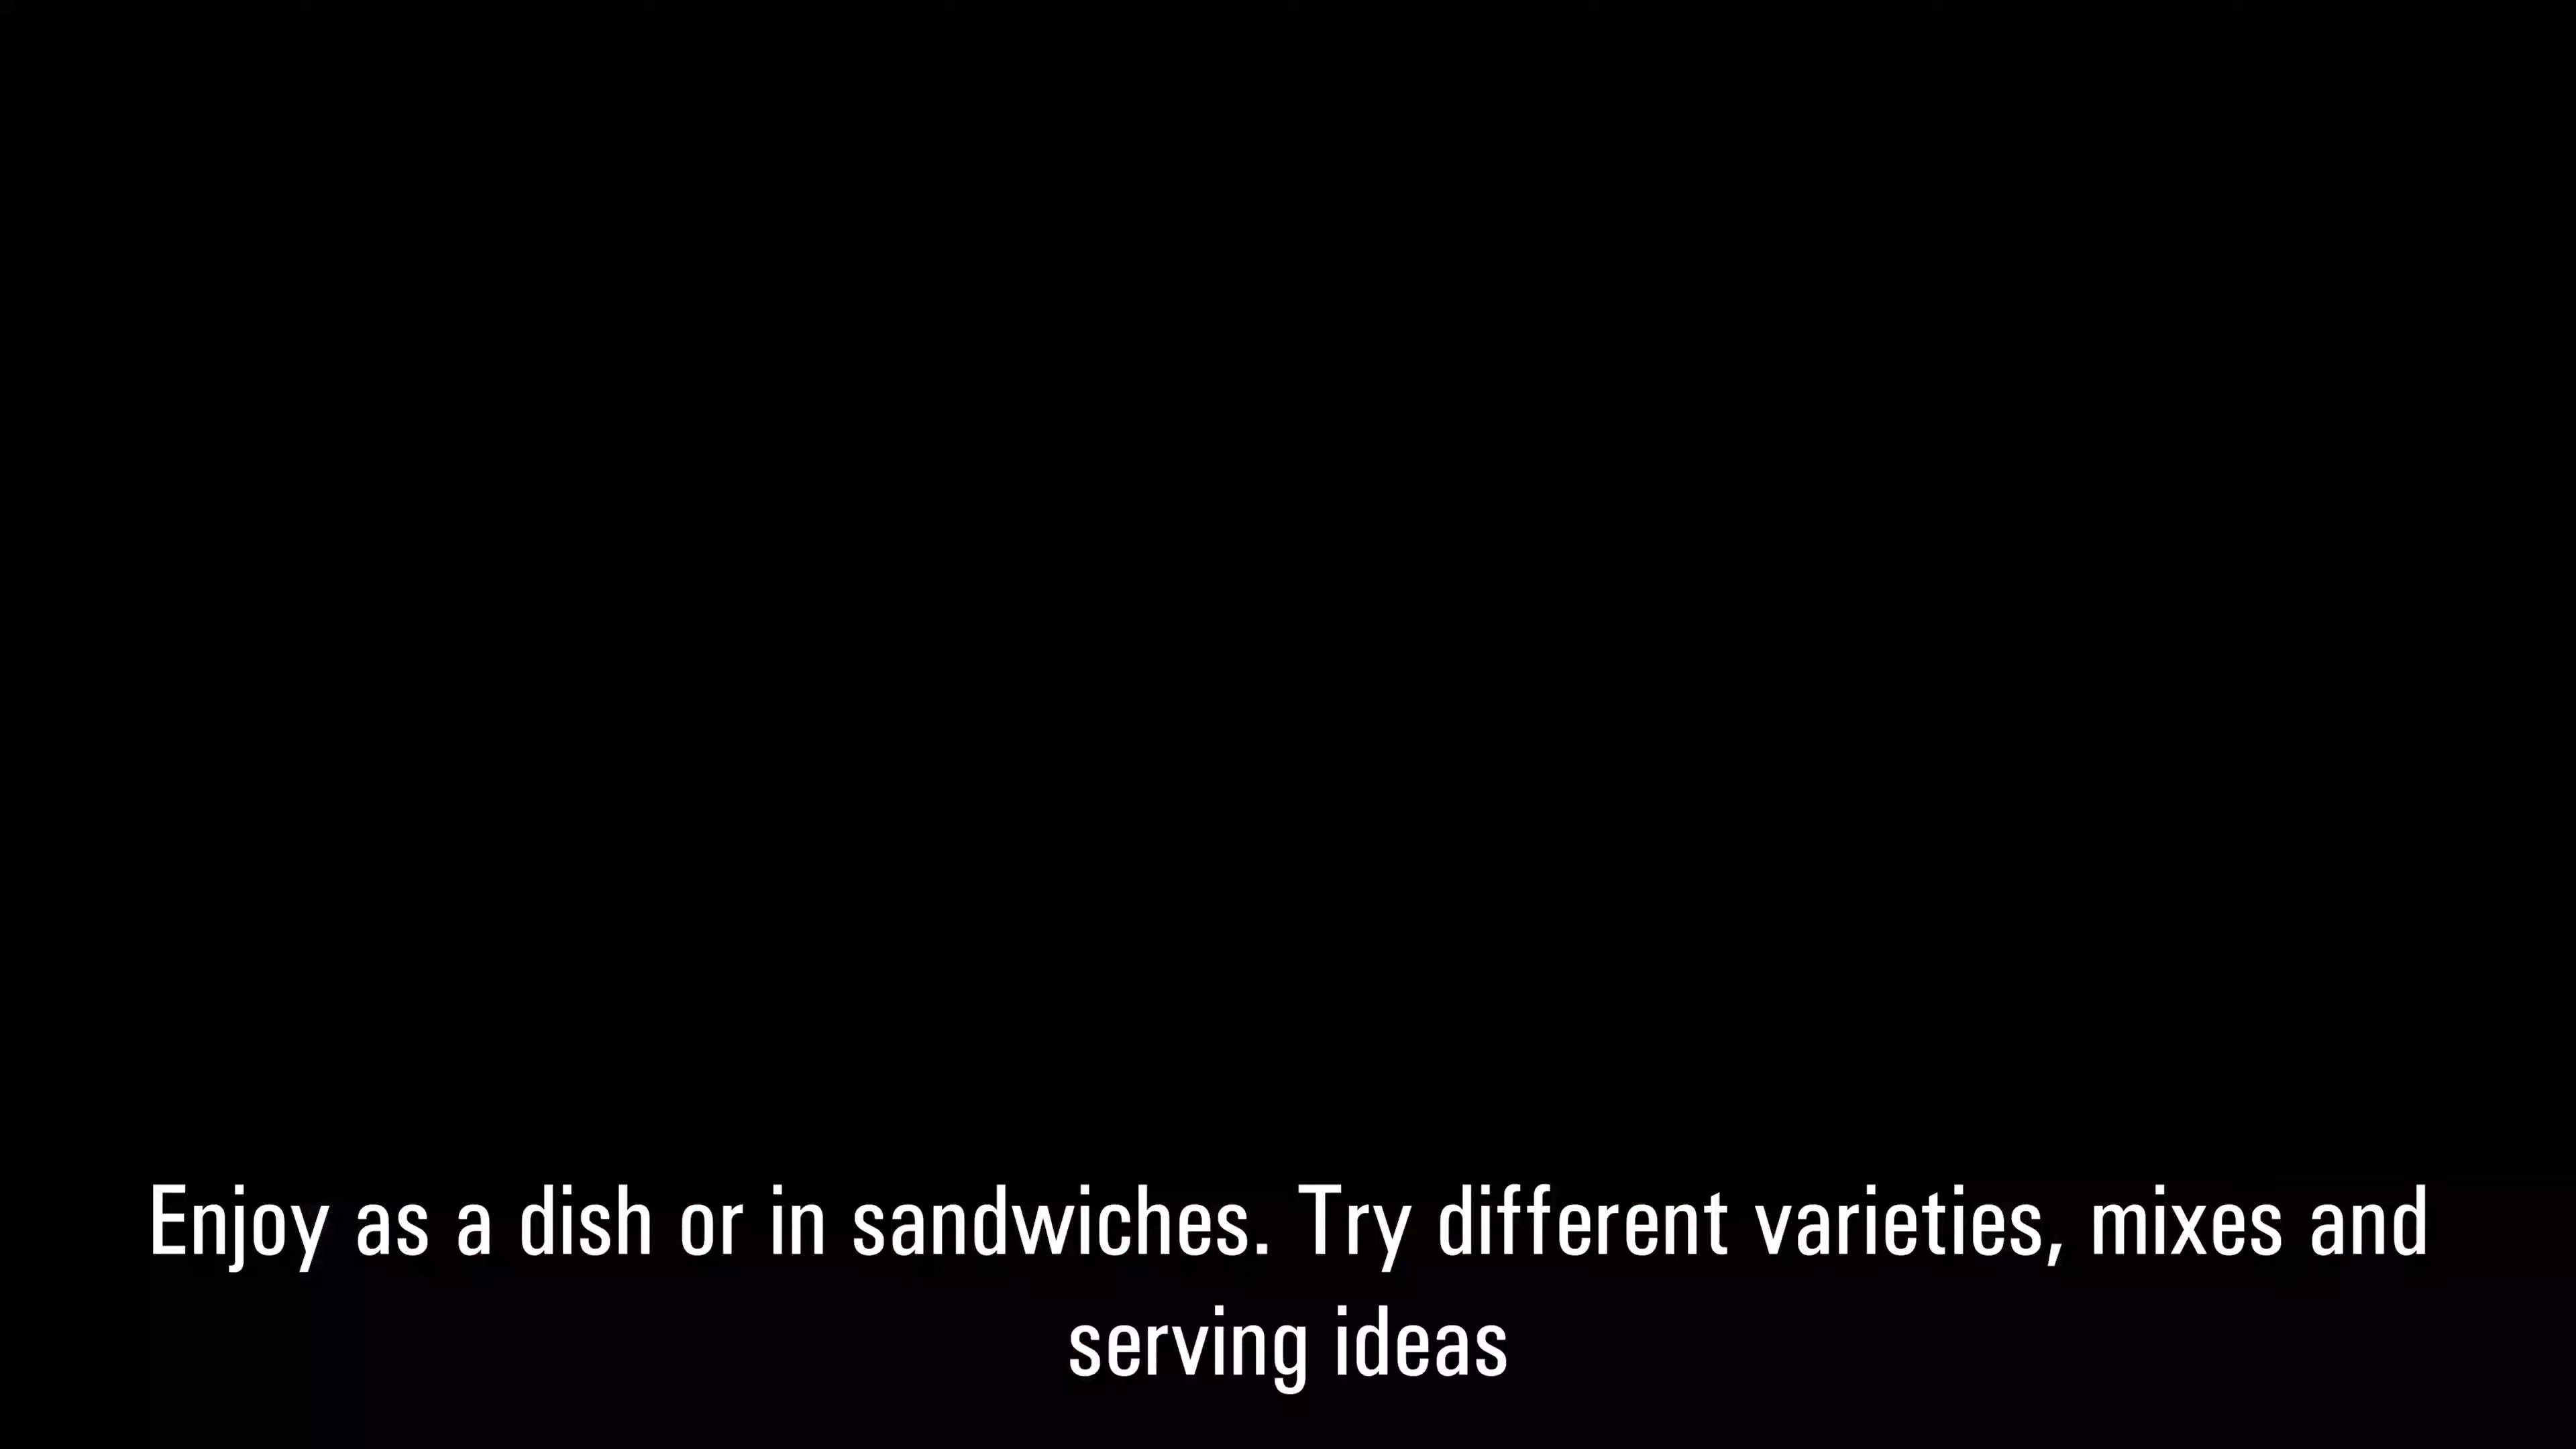 Enjoy as a dish or in sandwiches. Try different varieties, mixes and
serving ideas